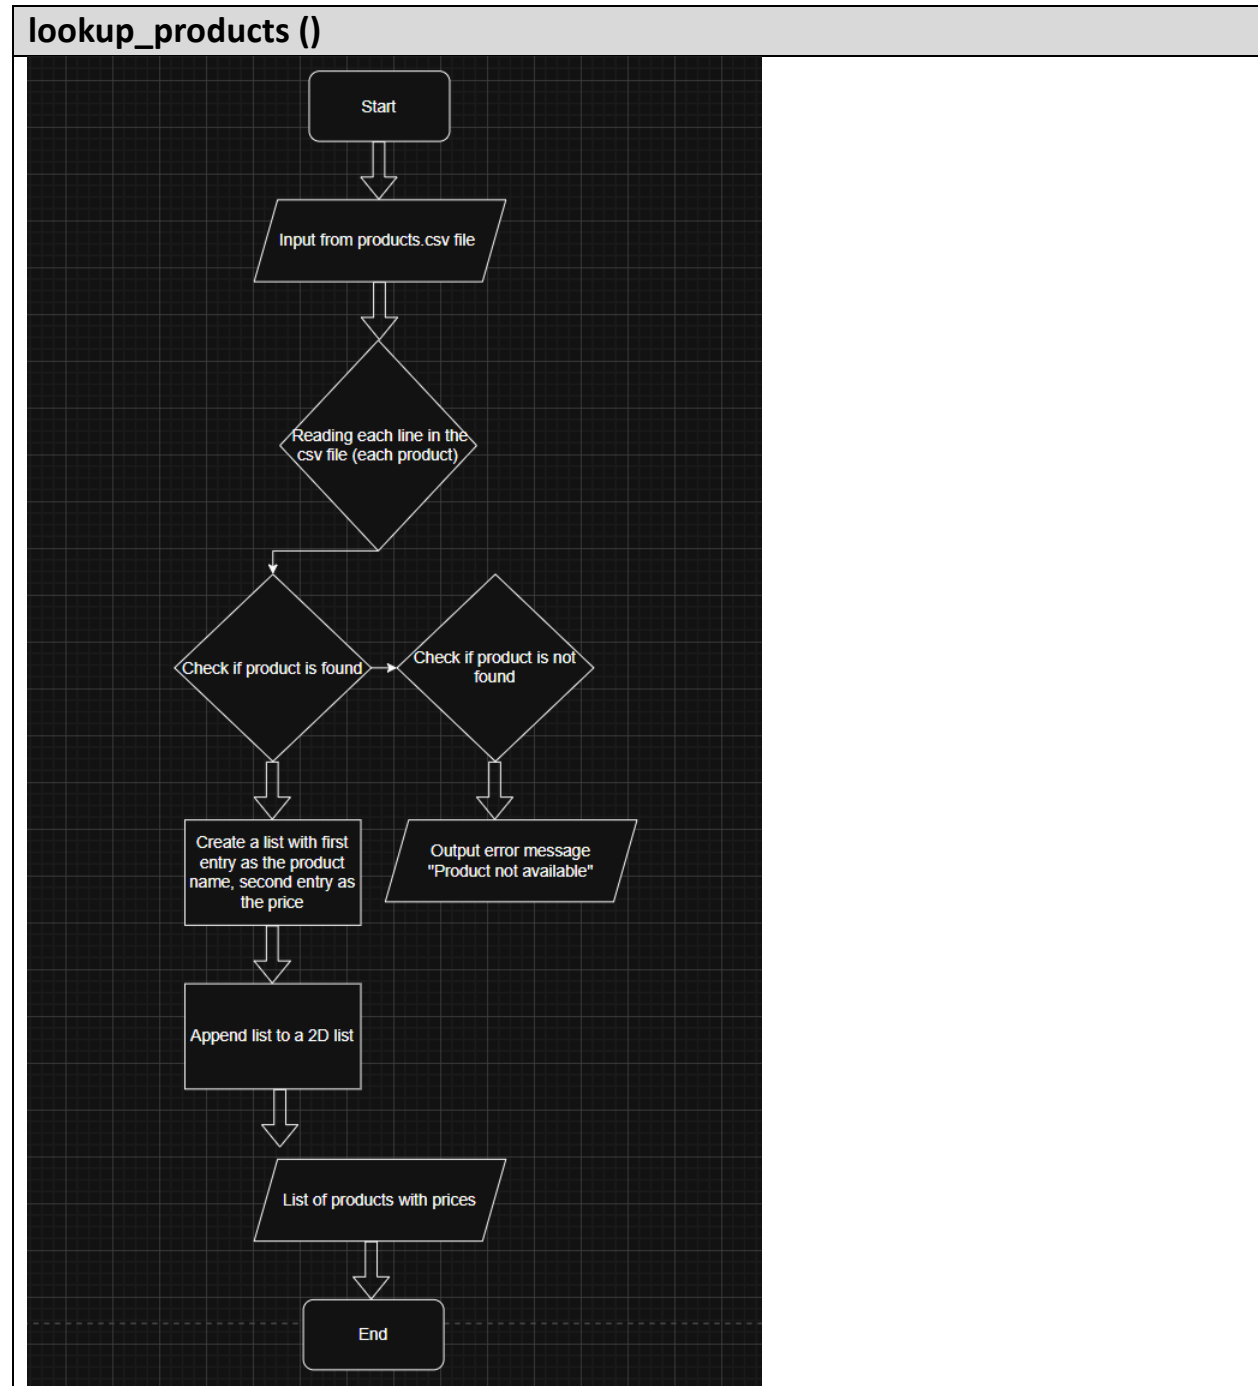 lookup_products ()
Start
Input from products.csv file
Reading each line in the
csv file (each product)
Check if product is found
Check if product is not
found
Create a list with first
entry as the product
name, second entry as
the price
Output error message
"Product not available"
Append list to a 2D list
List of products with prices
End